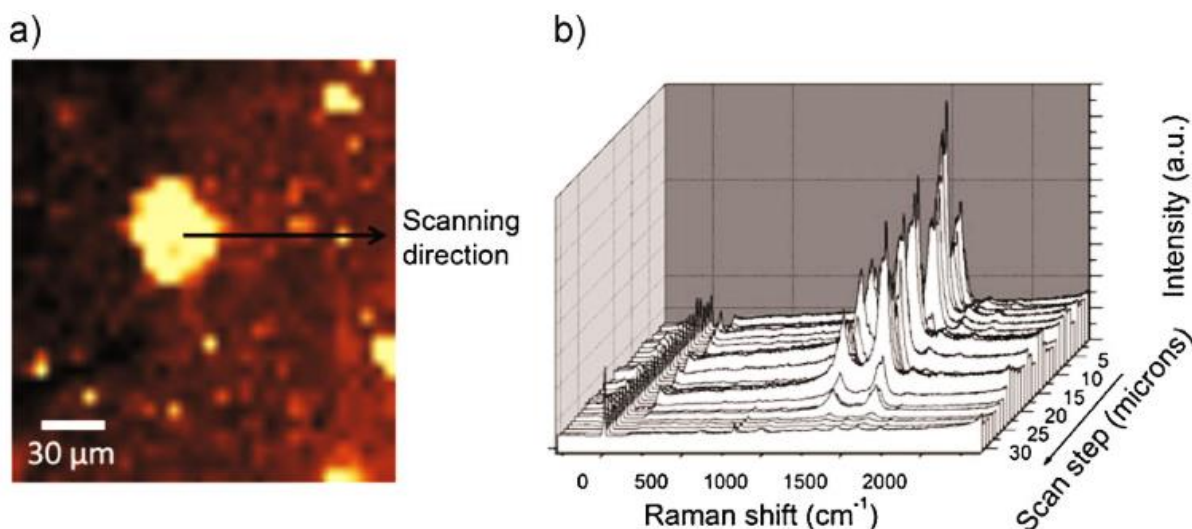 a)
b)
Scanning
direction
30 µm
Intensity (a.u.)
5
10
15
20
25
30
Scan step (microns)
0 500 1000 1500 2000
Raman shift (cm⁻¹)